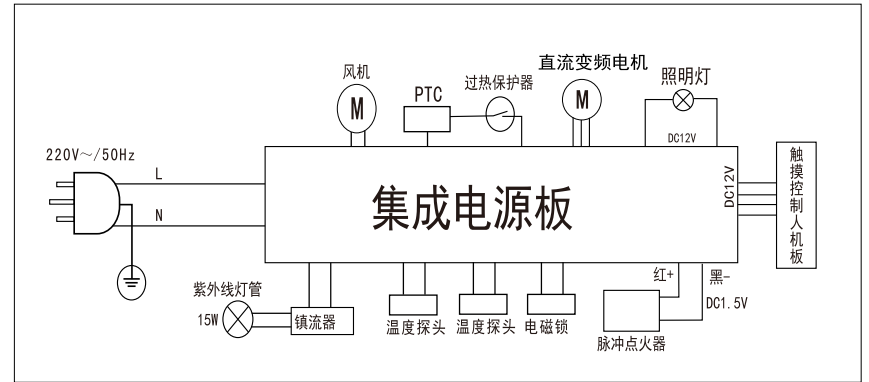 直流变频电机
风机
过热保护器
照明灯
PTC
M
M
DC12V
220V～/50Hz
L
N
集成电源板
DC12V
触摸控制人机板
紫外线灯管
15W
镇流器
温度探头
温度探头
电磁锁
红+
黑-
DC1.5V
脉冲点火器